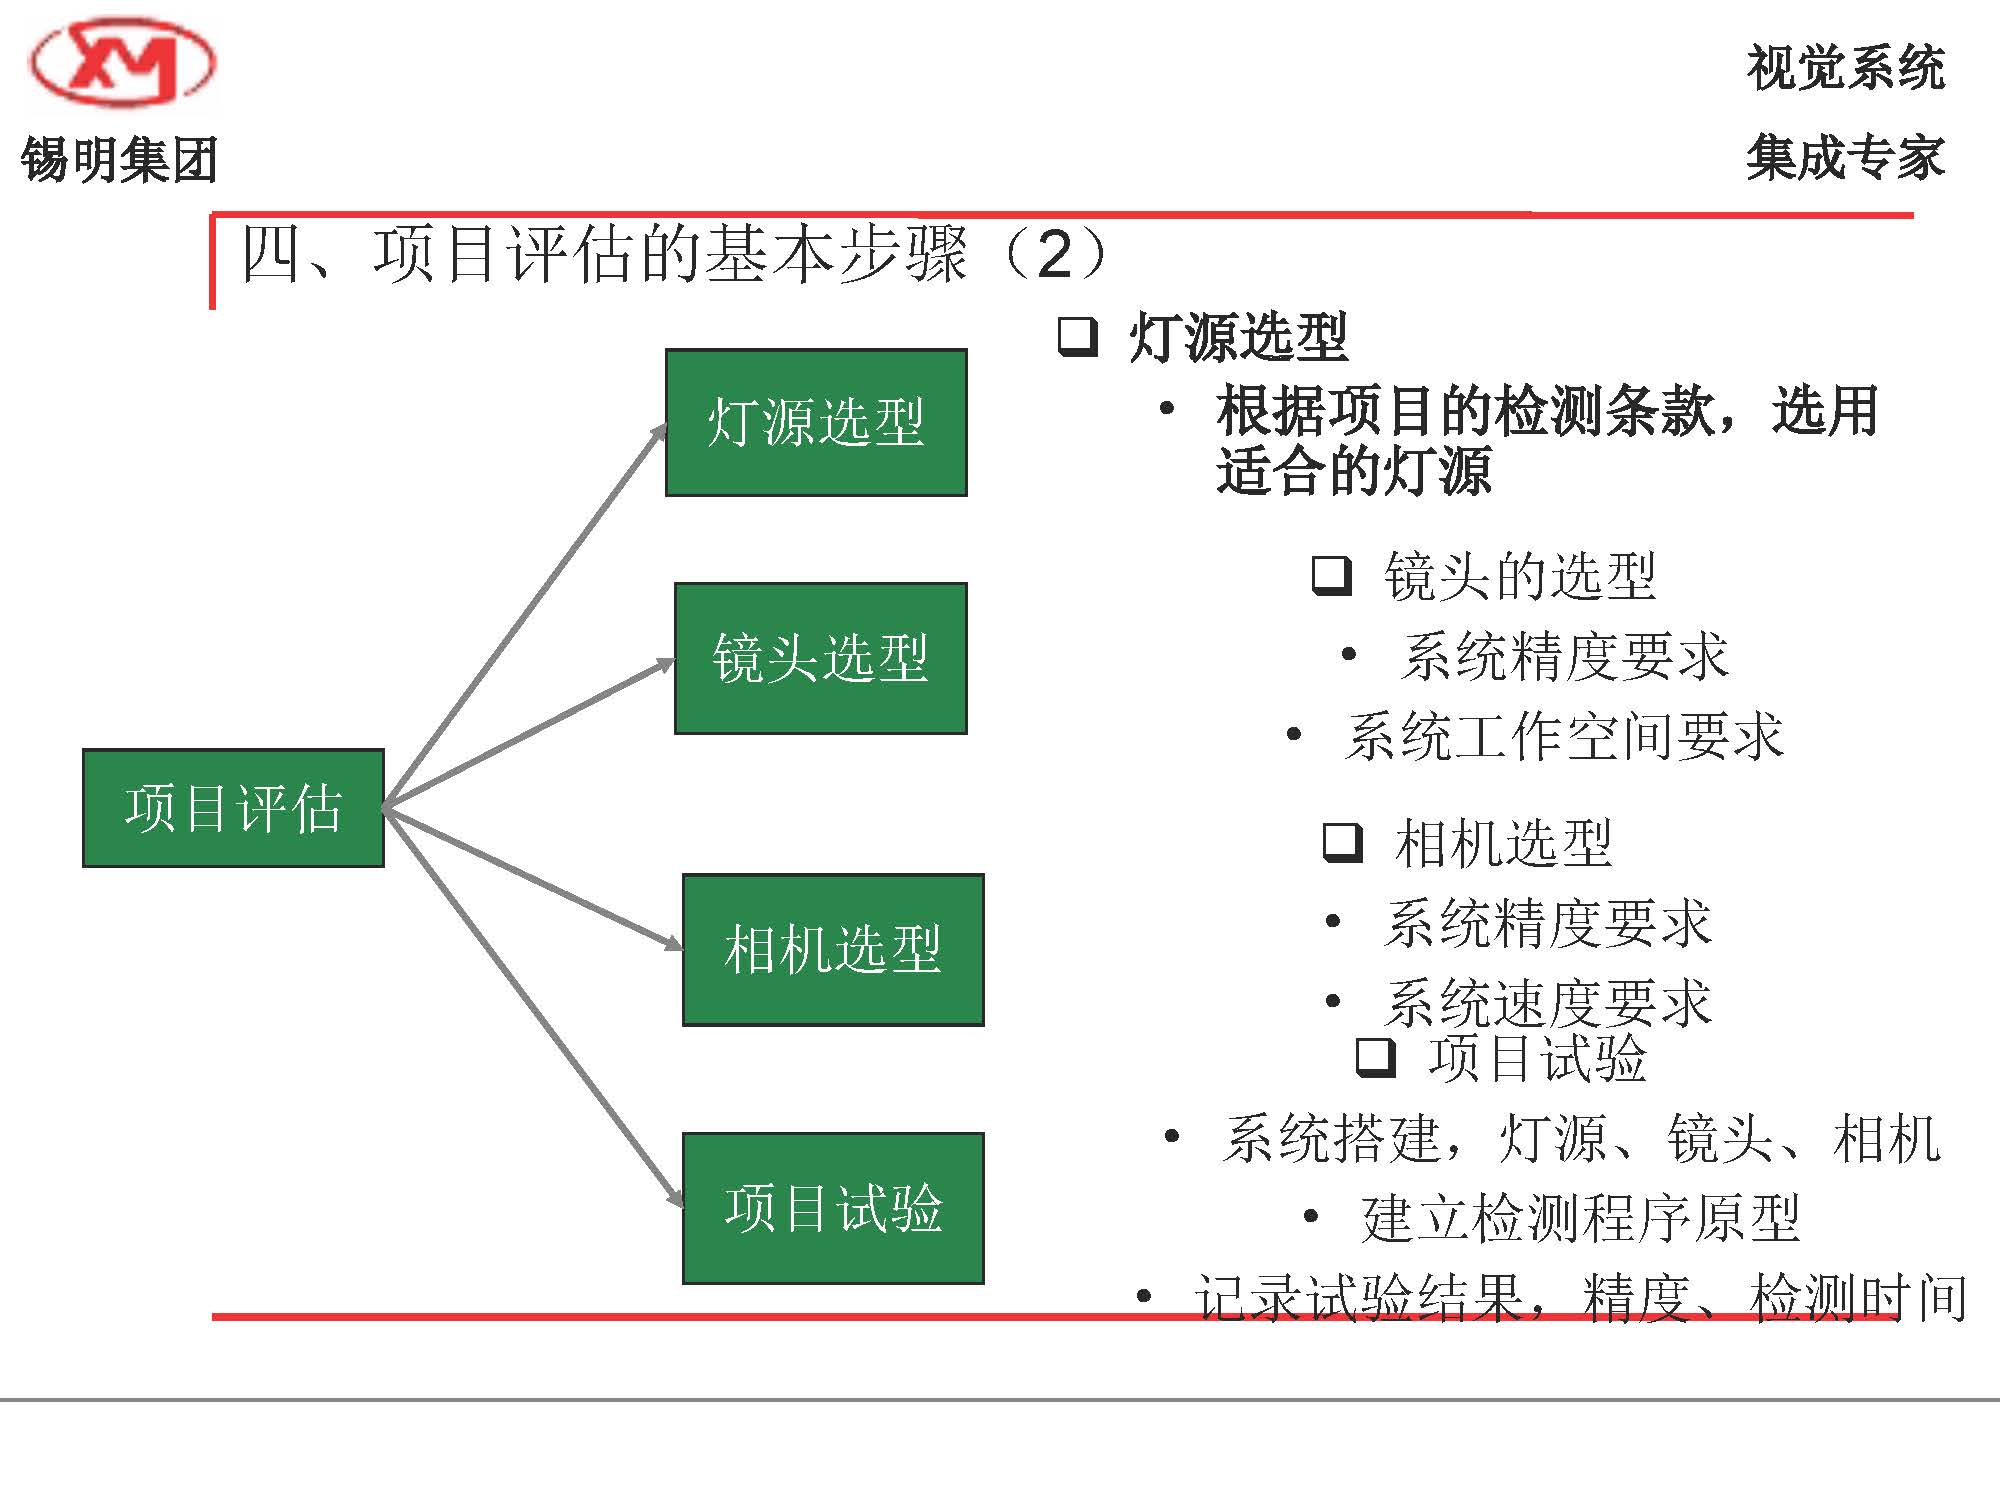 XM
锡明集团
视觉系统
集成专家
四、项目评估的基本步骤（2）
项目评估
灯源选型
镜头选型
相机选型
项目试验
❑ 灯源选型
• 根据项目的检测条款，选用
适合的灯源
❑ 镜头的选型
• 系统精度要求
• 系统工作空间要求
❑ 相机选型
• 系统精度要求
• 系统速度要求
❑ 项目试验
• 系统搭建，灯源、镜头、相机
• 建立检测程序原型
• 记录试验结果，精度、检测时间